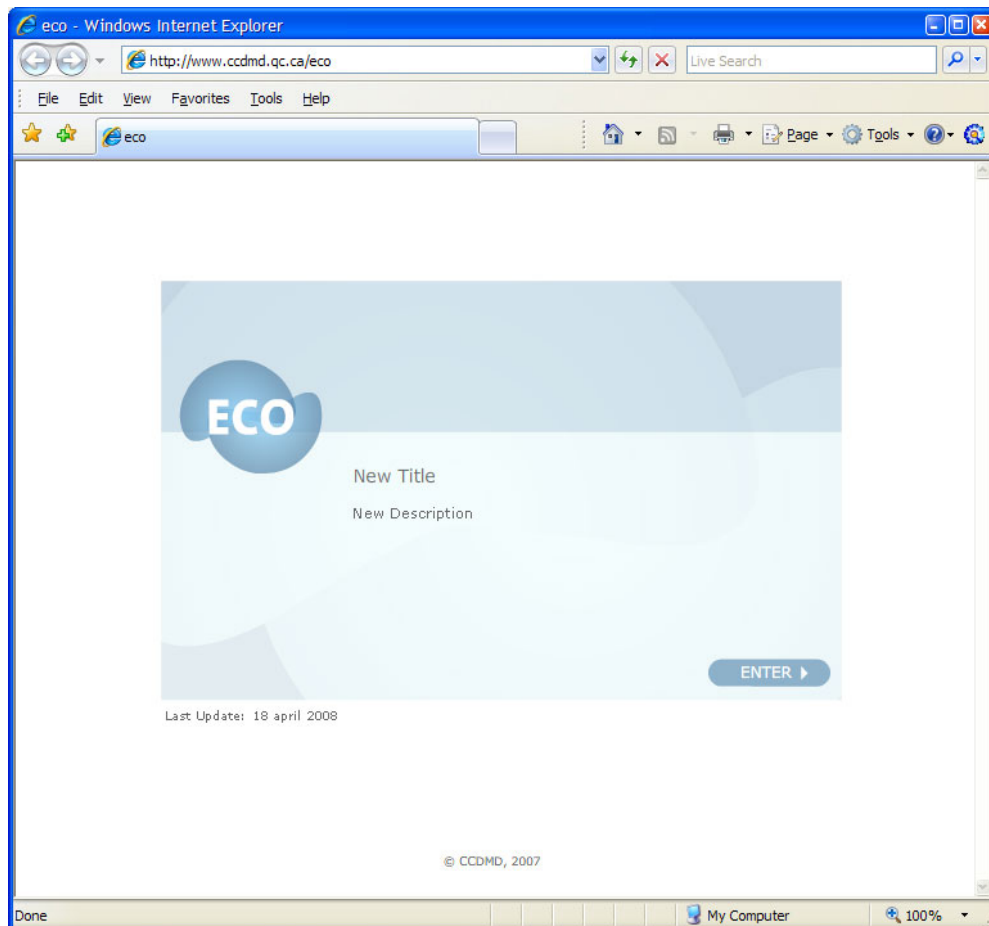 eco - Windows Internet Explorer
http://www.ccdmd.qc.ca/eco
Live Search
File Edit View Favorites Tools Help
eco
Page Tools
ECO
New Title
New Description
ENTER
Last Update: 18 april 2008
© CCDMD, 2007
Done
My Computer
100%